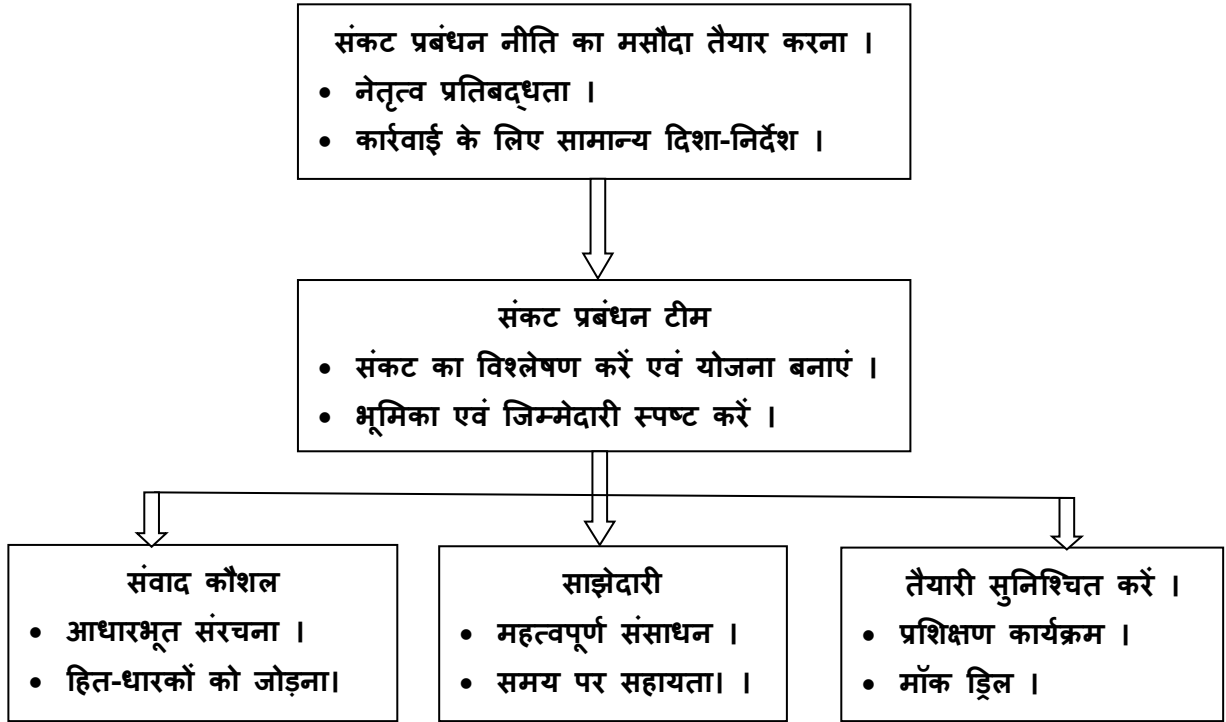 संकट प्रबंधन नीति का मसौदा तैयार करना ।
• नेतृत्व प्रतिबद्धता ।
• कार्रवाई के लिए सामान्य दिशा-निर्देश ।
संकट प्रबंधन टीम
• संकट का विश्लेषण करें एवं योजना बनाएं ।
• भूमिका एवं जिम्मेदारी स्पष्ट करें ।
संवाद कौशल
• आधारभूत संरचना ।
• हित-धारकों को जोड़ना।
साझेदारी
• महत्वपूर्ण संसाधन ।
• समय पर सहायता। ।
तैयारी सुनिश्चित करें ।
• प्रशिक्षण कार्यक्रम ।
• मॉक ड्रिल ।